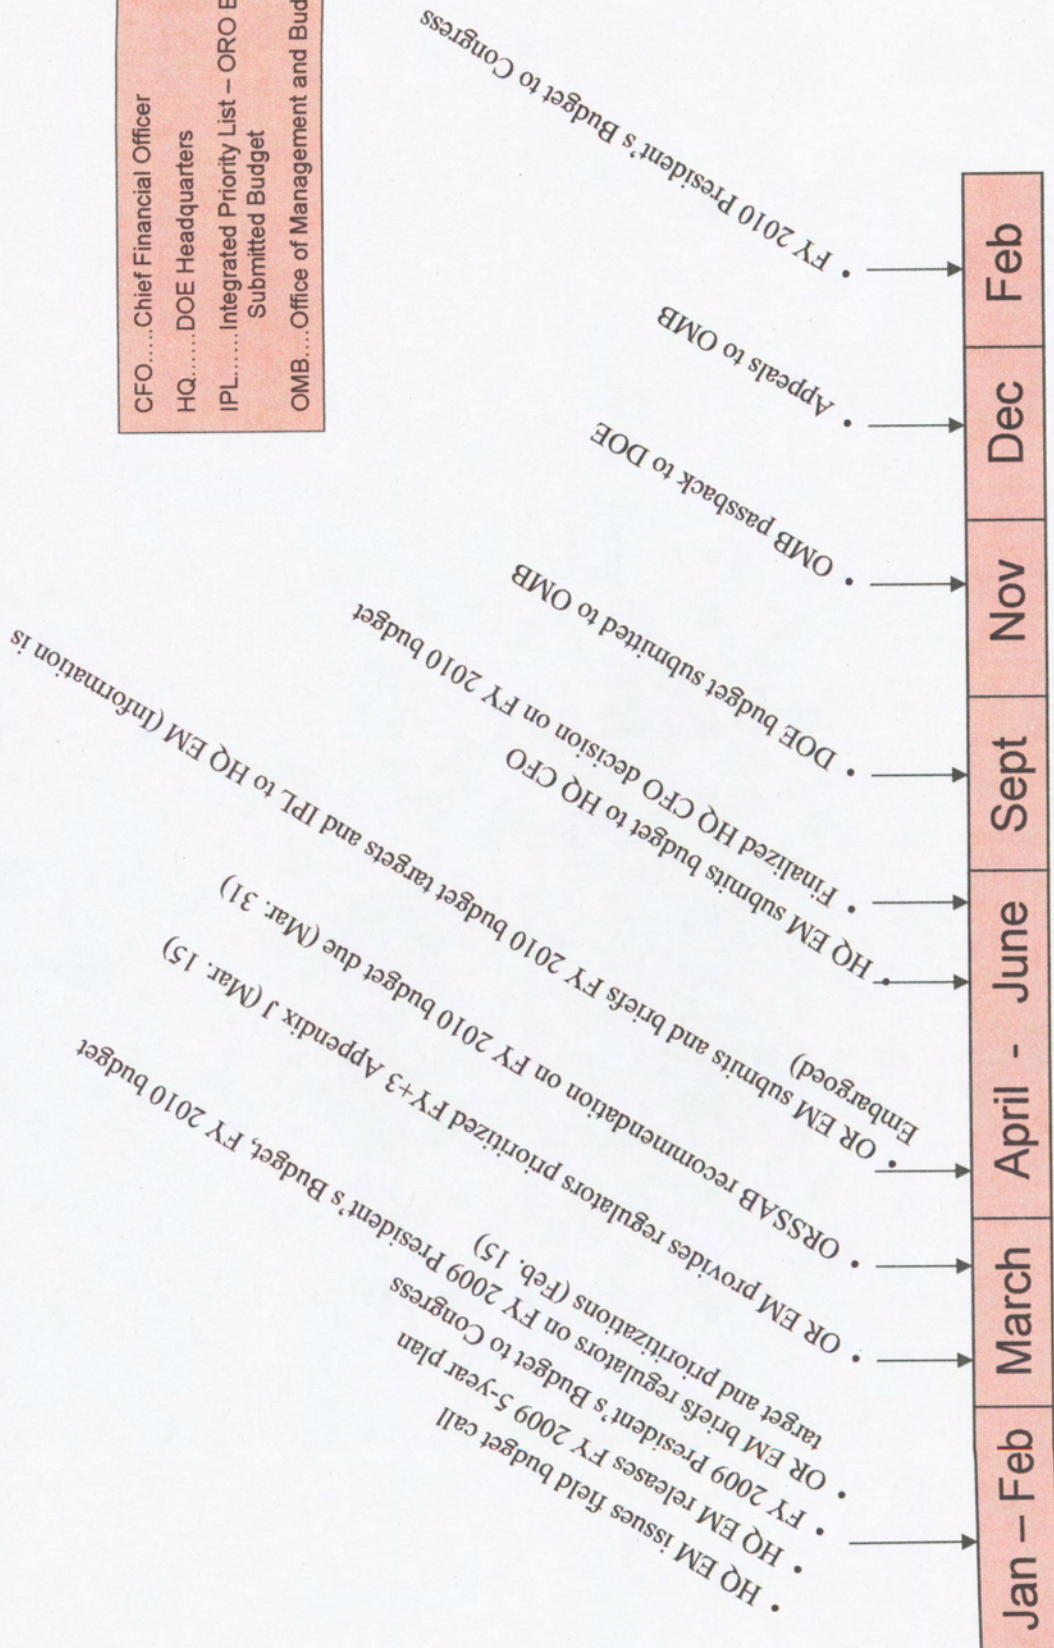 CFO.....Chief Financial Officer
HQ......DOE Headquarters
IPL......Integrated Priority List – ORO
Submitted Budget
OMB....Office of Management and
• HQ EM issues field budget call
• HQ EM releases FY 2009 5-year plan
• FY 2009 President's Budget to Congress
• OR EM briefs regulators on FY 2009 President's Budget, FY 2010 budget
target and prioritizations (Feb. 15)
• OR EM provides regulators prioritized FY+3 Appendix J (Mar. 15)
• ORSSAB recommendation on FY 2010 budget due (Mar. 31)
• OR EM submits and briefs FY 2010 budget targets and IPL to HQ EM (Information is
Embargoed)
• HQ EM submits budget to HQ CFO
• Finalized HQ CFO decision on FY 2010 budget
• DOE budget submitted to OMB
• OMB passback to DOE
• Appeals to OMB
• FY 2010 President's Budget to Congress
Jan – Feb
March
April - June
Sept
Nov
Dec
Feb